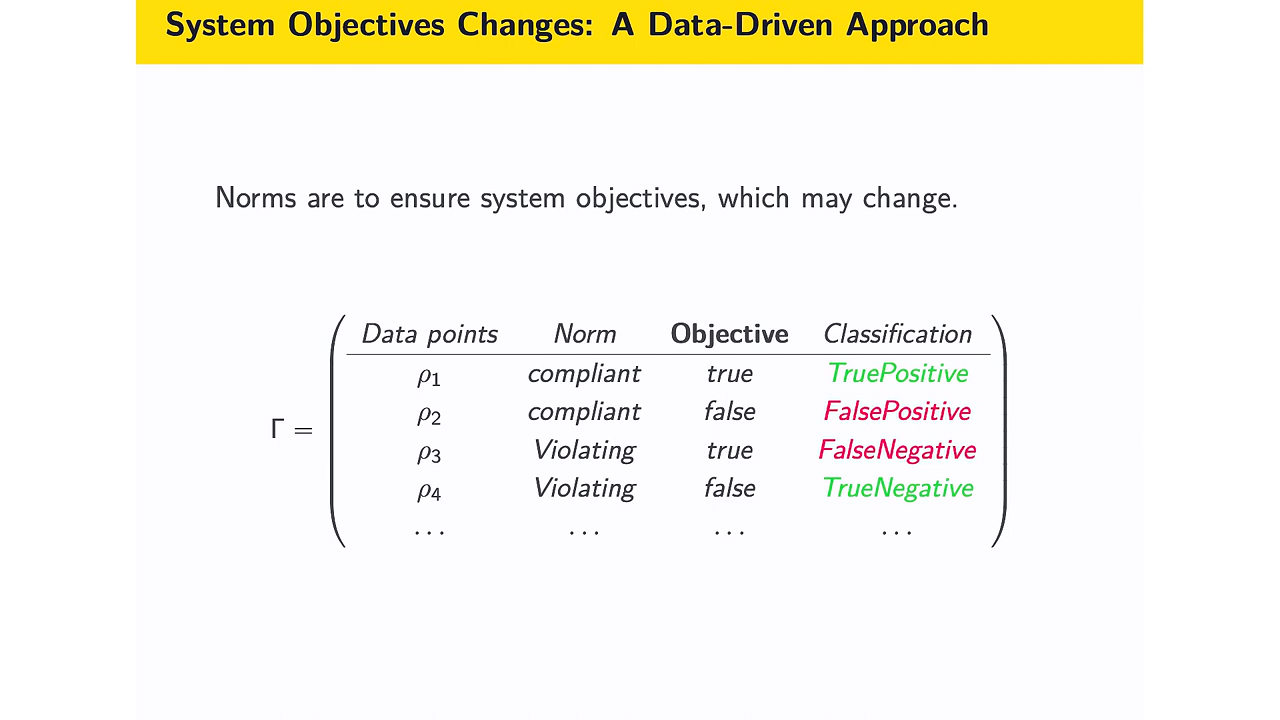 System Objectives Changes: A Data-Driven Approach
Norms are to ensure system objectives, which may change.
Data points Norm Objective Classification
ρ1 compliant true TruePositive
ρ2 compliant false FalsePositive
Γ =
ρ3 Violating true FalseNegative
ρ4 Violating false TrueNegative
... ... ... ...